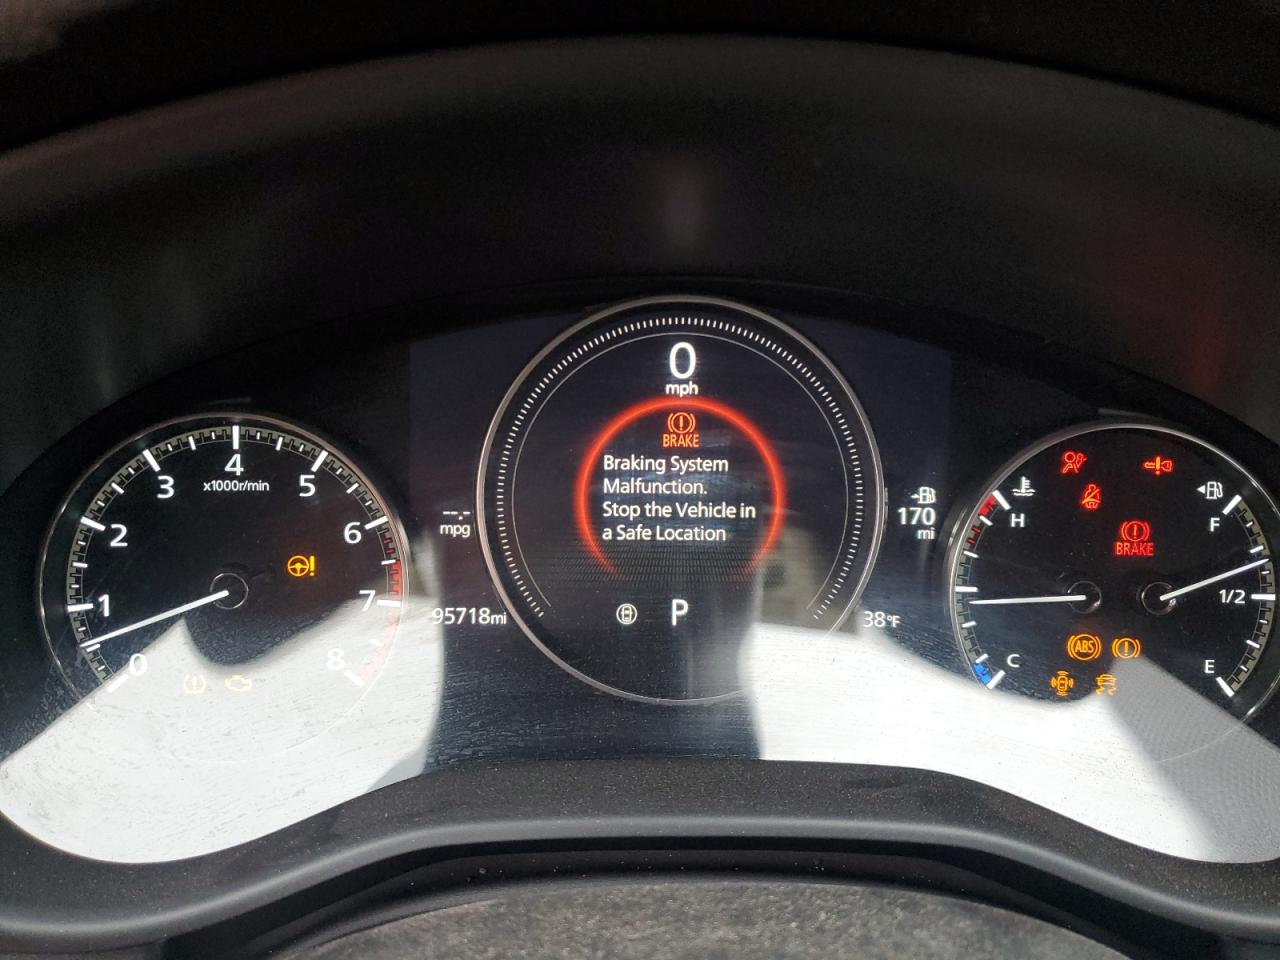 0
mph
BRAKE
Braking System
Malfunction.
Stop the Vehicle in
a Safe Location
P
--.-
mpg
95718mi
170
mi
38°F
0
1
2
3
4
5
6
7
8
x1000r/min
H
C
F
1/2
E
BRAKE
ABS